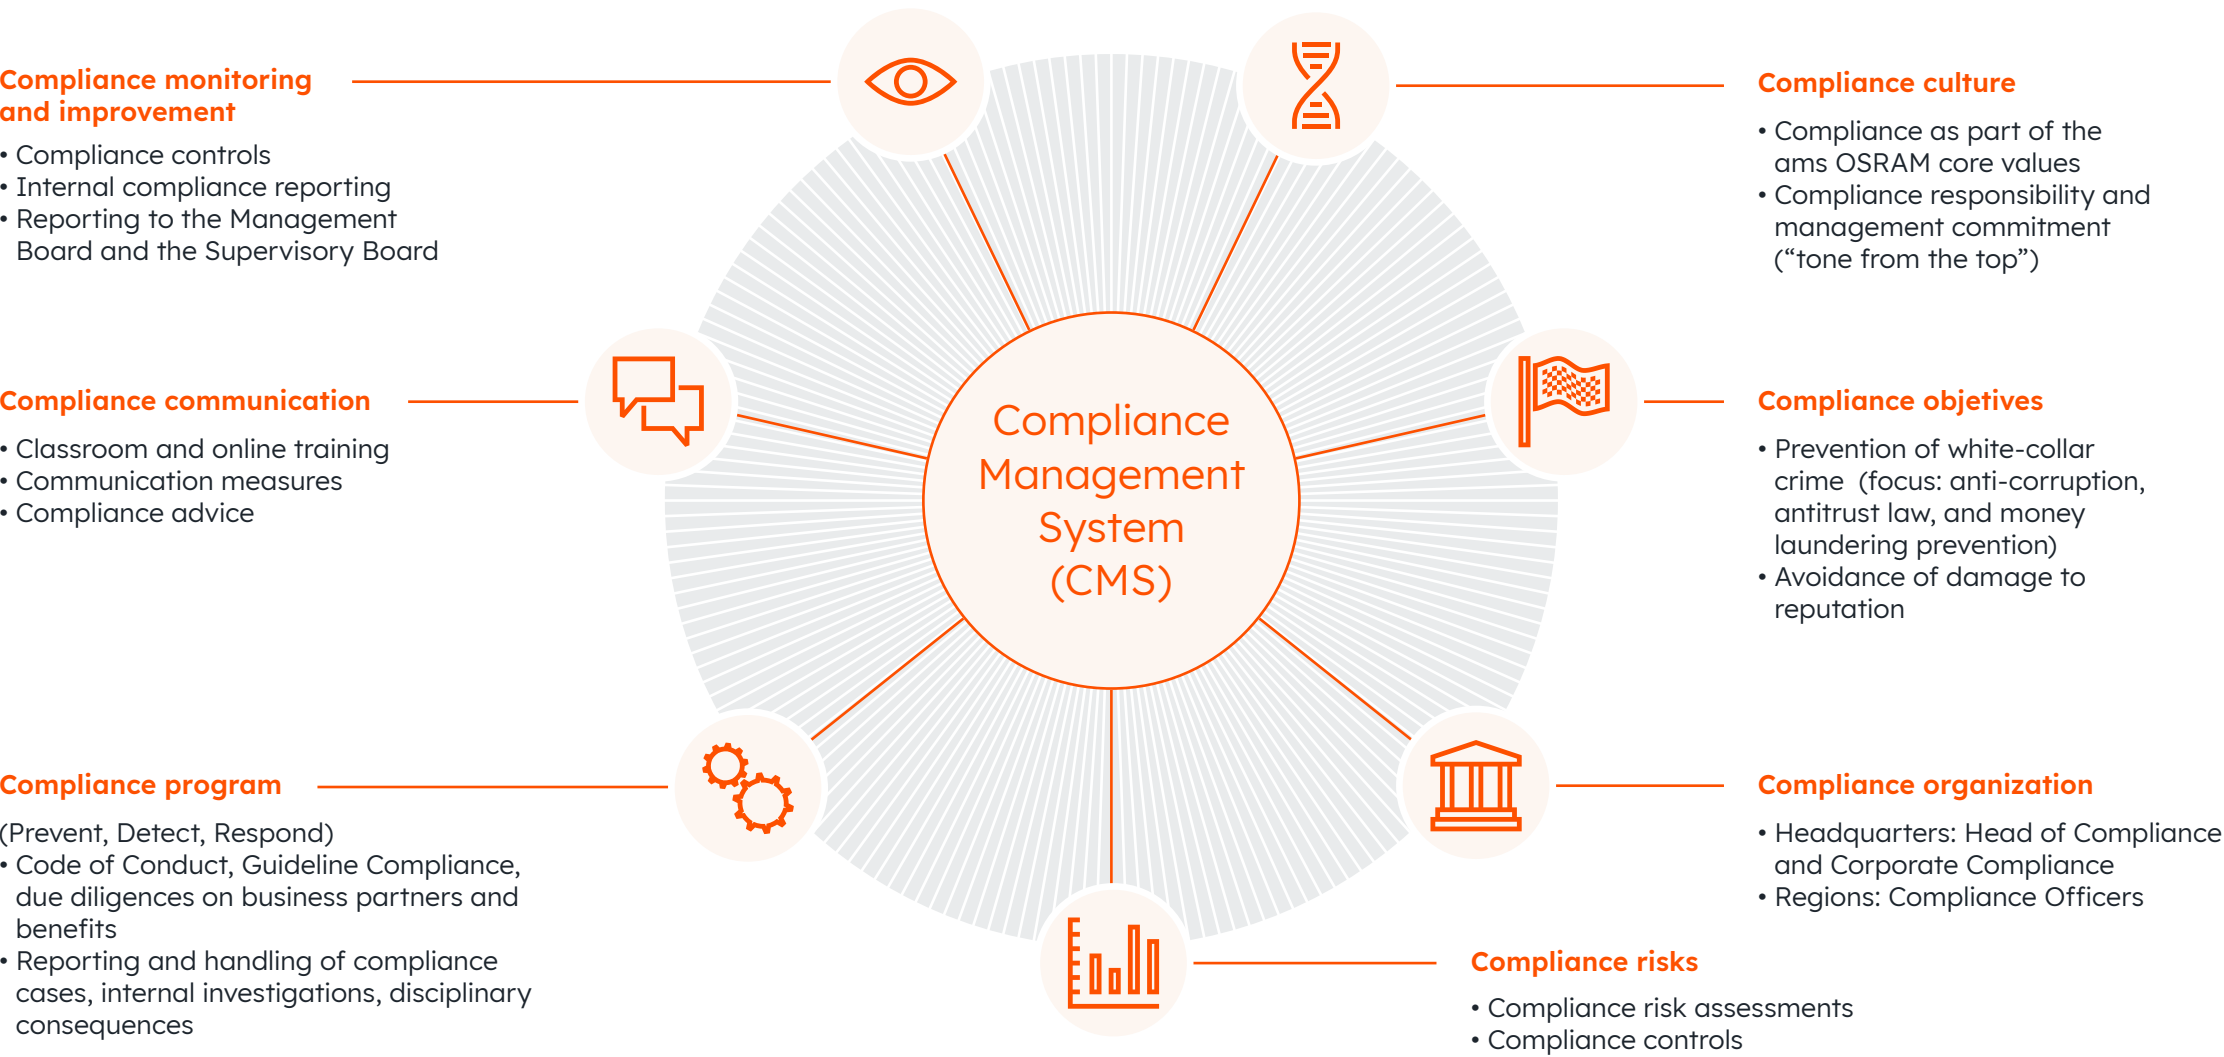 Compliance monitoring
and improvement
• Compliance controls
• Internal compliance reporting
• Reporting to the Management
Board and the Supervisory Board
Compliance communication
• Classroom and online training
• Communication measures
• Compliance advice
Compliance program
(Prevent, Detect, Respond)
• Code of Conduct, Guideline Compliance,
due diligences on business partners and
benefits
• Reporting and handling of compliance
cases, internal investigations, disciplinary
consequences
Compliance
Management
System
(CMS)
Compliance culture
• Compliance as part of the
ams OSRAM core values
• Compliance responsibility and
management commitment
(“tone from the top”)
Compliance objetives
• Prevention of white-collar
crime (focus: anti-corruption,
antitrust law, and money
laundering prevention)
• Avoidance of damage to
reputation
Compliance organization
• Headquarters: Head of Compliance
and Corporate Compliance
• Regions: Compliance Officers
Compliance risks
• Compliance risk assessments
• Compliance controls